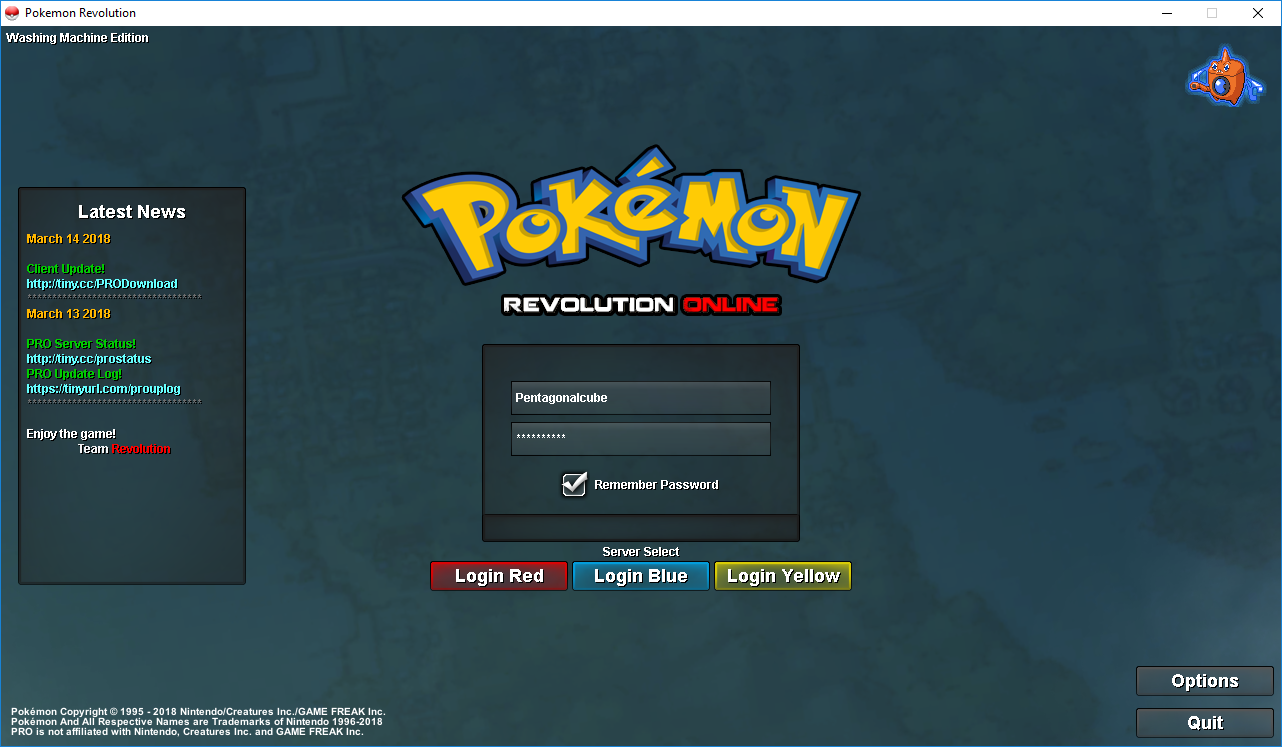 Pokemon Revolution
Washing Machine Edition
Latest News
March 14 2018
Client Update!
http://tiny.cc/PRODownload
***********************************
March 13 2018
PRO Server Status!
http://tiny.cc/prostatus
PRO Update Log!
https://tinyurl.com/prouplog
***********************************
Enjoy the game!
Team Revolution
POKÉMON
REVOLUTION ONLINE
Pentagonalcube
**********
Remember Password
Server Select
Login Red
Login Blue
Login Yellow
Options
Quit
Pokémon Copyright © 1995 - 2018 Nintendo/Creatures Inc./GAME FREAK Inc.
Pokémon And All Respective Names are Trademarks of Nintendo 1996-2018
PRO is not affiliated with Nintendo, Creatures Inc. and GAME FREAK Inc.